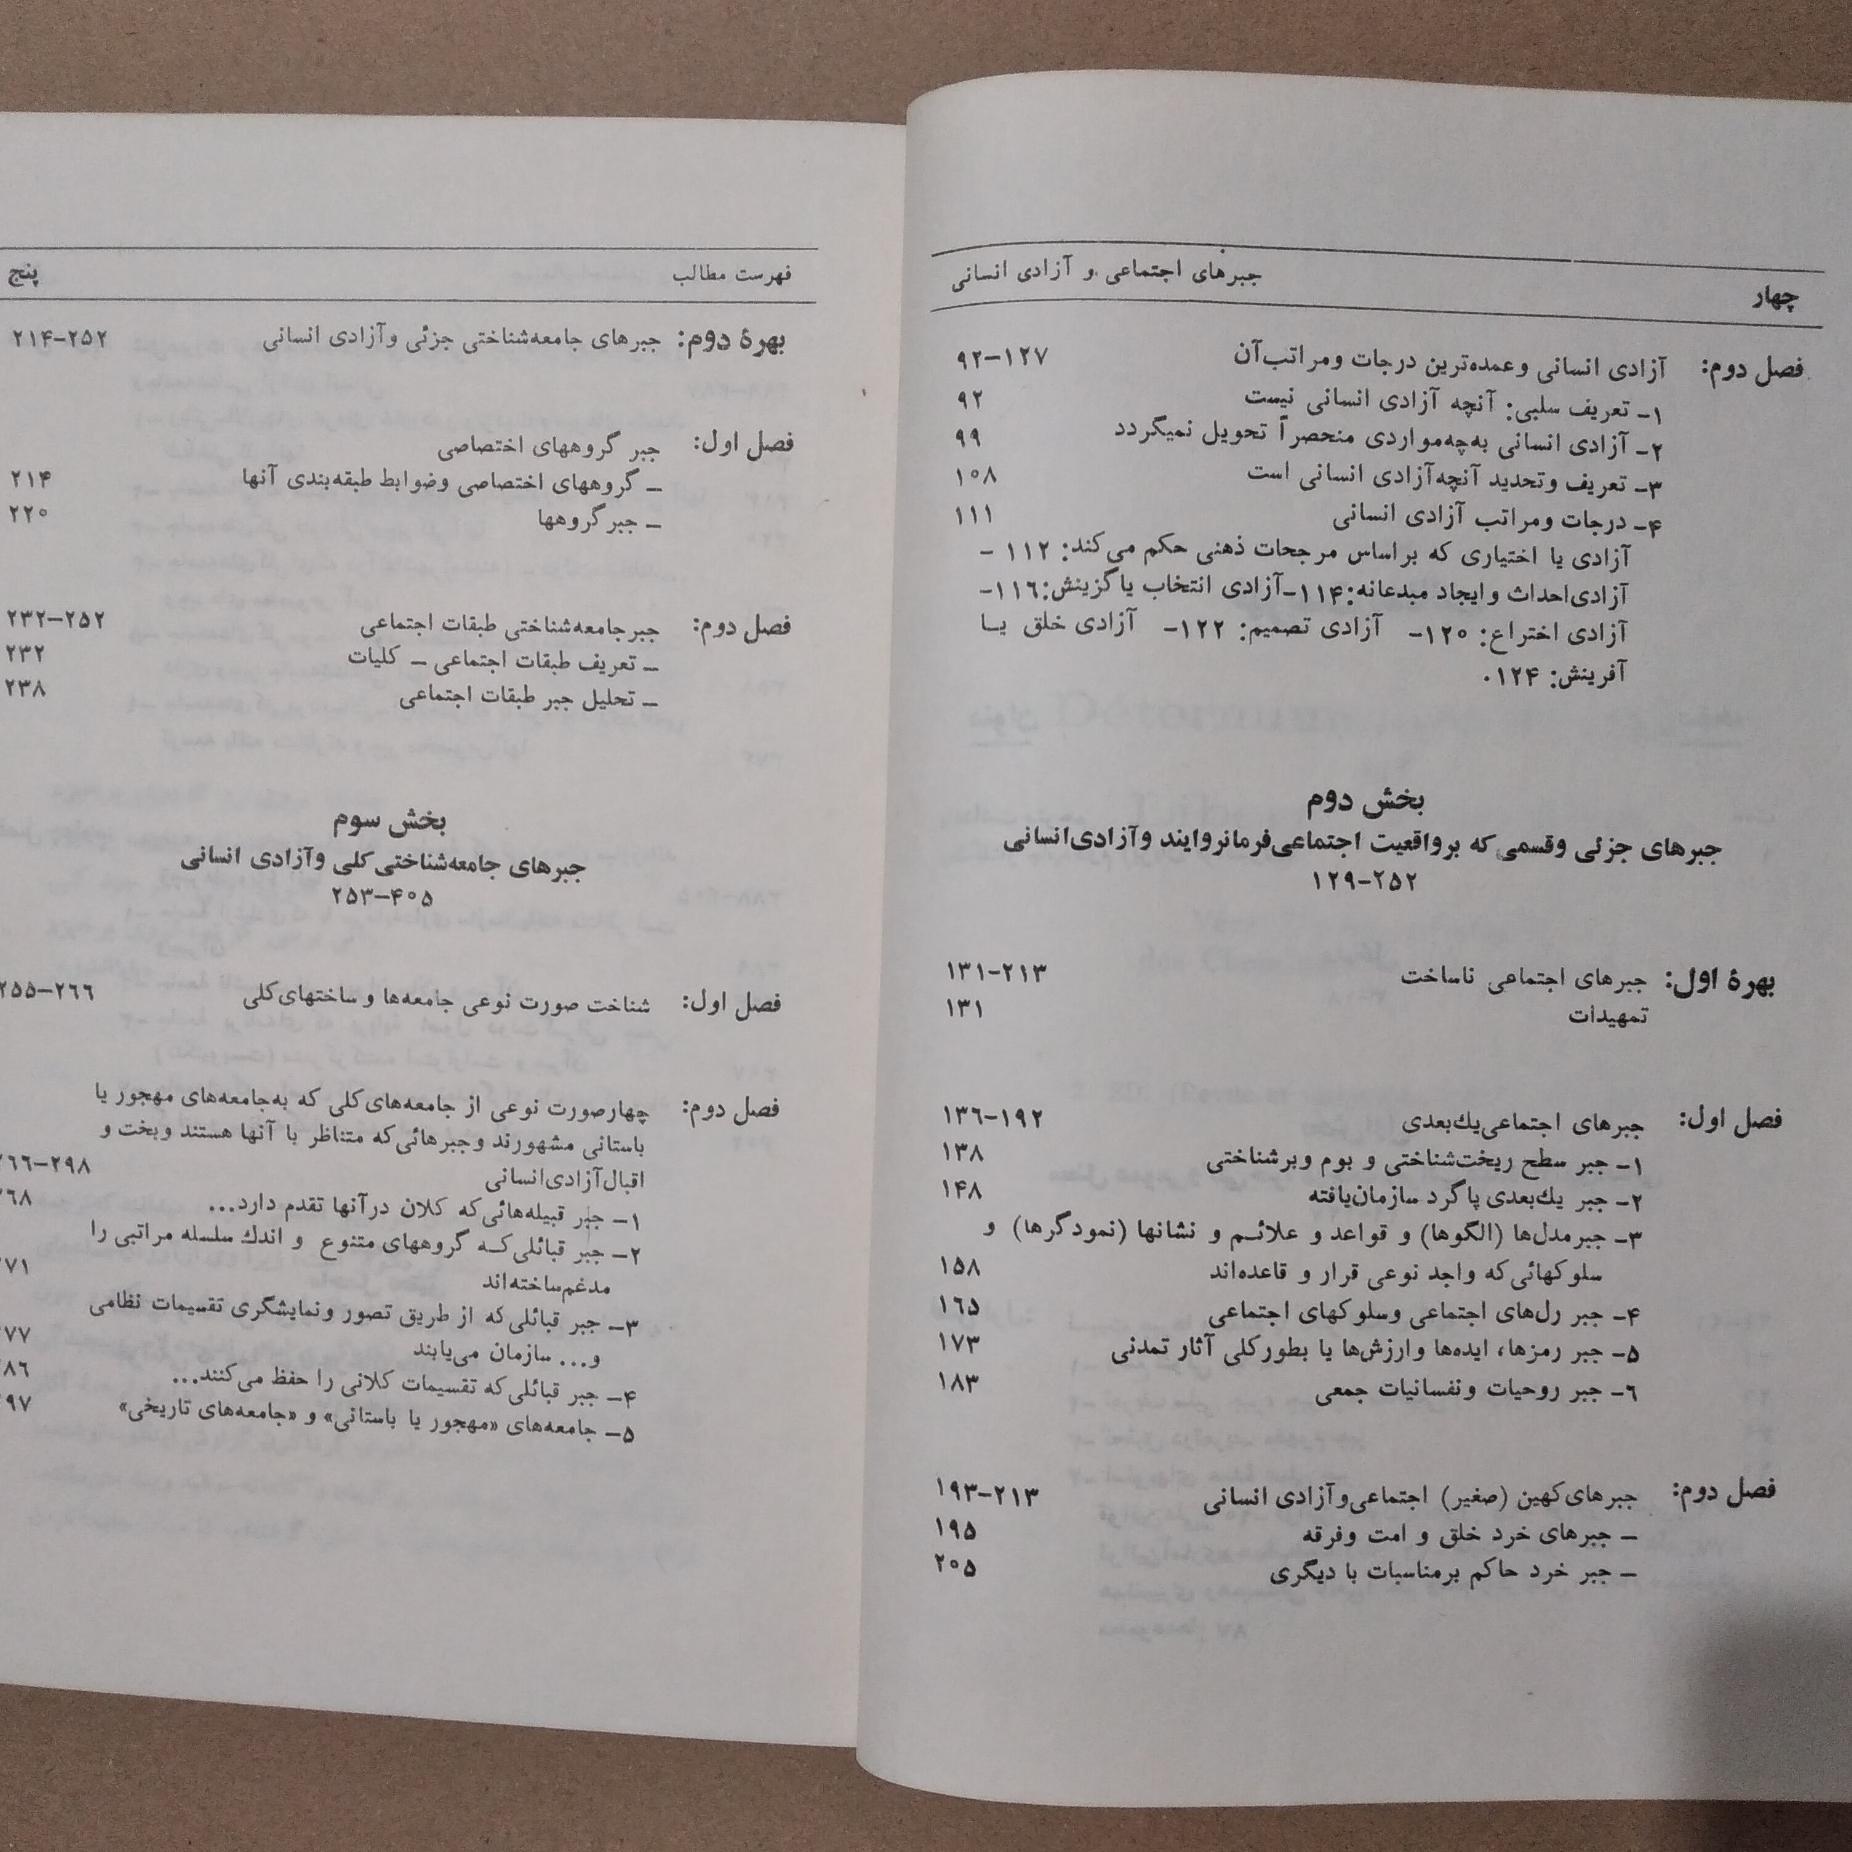 چهار
جبرهای اجتماعی و آزادی انسانی
فصل دوم: آزادی انسانی وعمده‌ترین درجات ومراتب‌آن ۱۲۷–۹۲
۱– تعریف سلبی: آنچه آزادی انسانی نیست ۹۲
۲– آزادی انسانی به‌چه‌مواردی منحصراً تحویل نمیگردد ۹۹
۳– تعریف وتحدید آنچه‌آزادی انسانی است ۱۰۸
۴– درجات ومراتب آزادی انسانی ۱۱۱
آزادی یا اختیاری که براساس مرجحات ذهنی حکم می‌کند: ۱۱۲ –
آزادی‌احداث وایجاد مبدعانه: ۱۱۴–آزادی انتخاب یاگزینش: ۱۱۶–
آزادی اختراع: ۱۲۰– آزادی تصمیم: ۱۲۲– آزادی خلق یا
آفرینش: ۱۲۴.
بخش دوم
جبرهای جزئی وقسمی که برواقعیت اجتماعی‌فرمانروایند وآزادی‌انسانی
۲۵۲–۱۲۹
بهرهٔ اول: جبرهای اجتماعی ناساخت ۲۱۳–۱۳۱
تمهیدات ۱۳۱
فصل اول: جبرهای اجتماعی‌یك‌بعدی ۱۹۲–۱۳۶
۱– جبر سطح ریخت‌شناختی و بوم وبرشناختی ۱۳۸
۲– جبر یك‌بعدی پاگرد سازمان‌یافته ۱۴۸
۳– جبرمدل‌ها (الگوها) و قواعد و علائم و نشانها (نمودگرها) و
سلوکهائی‌که واجد نوعی قرار و قاعده‌اند ۱۵۸
۴– جبر رل‌های اجتماعی وسلوکهای اجتماعی ۱۶۵
۵– جبر رمزها، ایده‌ها وارزش‌ها یا بطورکلی آثار تمدنی ۱۷۳
۶– جبر روحیات ونفسانیات جمعی ۱۸۳
فصل دوم: جبرهای‌کهین (صغیر) اجتماعی‌وآزادی انسانی ۲۱۳–۱۹۳
– جبرهای خرد خلق و امت وفرقه ۱۹۵
– جبر خرد حاکم برمناسبات با دیگری ۲۰۵
فهرست مطالب
پنج
بهرهٔ دوم: جبرهای جامعه‌شناختی جزئی وآزادی انسانی ۲۵۲–۲۱۴
فصل اول: جبر گروههای اختصاصی
– گروههای اختصاصی وضوابط طبقه‌بندی آنها ۲۱۴
– جبرگروهها ۲۲۰
فصل دوم: جبرجامعه‌شناختی طبقات اجتماعی ۲۵۲–۲۳۲
– تعریف طبقات اجتماعی – کلیات ۲۳۲
– تحلیل جبر طبقات اجتماعی ۲۳۸
بخش سوم
جبرهای جامعه‌شناختی‌کلی وآزادی انسانی
۴۰۵–۲۵۳
فصل اول: شناخت صورت نوعی جامعه‌ها و ساختهای‌کلی ۲۶۶–۲۵۵
فصل دوم: چهارصورت نوعی از جامعه‌های‌کلی که به‌جامعه‌های مهجور یا
باستانی مشهورند وجبرهائی‌که متناظر با آنها هستند وبخت و
اقبال‌آزادی‌انسانی ۲۹۸–۲۶۶
۱– جبر قبیله‌هائی‌که کلان درآنها تقدم دارد... ۶۸
۲– جبر قبائلی‌که گروههای متنوع و اندك سلسله مراتبی را
مدغم‌ساخته‌اند ۷۱
۳– جبر قبائلی‌که از طریق تصور ونمایشگری تقسیمات نظامی
و... سازمان می‌یابند ۷۷
۴– جبر قبائلی‌که تقسیمات کلانی را حفظ می‌کنند... ۸۶
۵– جامعه‌های «مهجور یا باستانی» و «جامعه‌های تاریخی» ۹۷